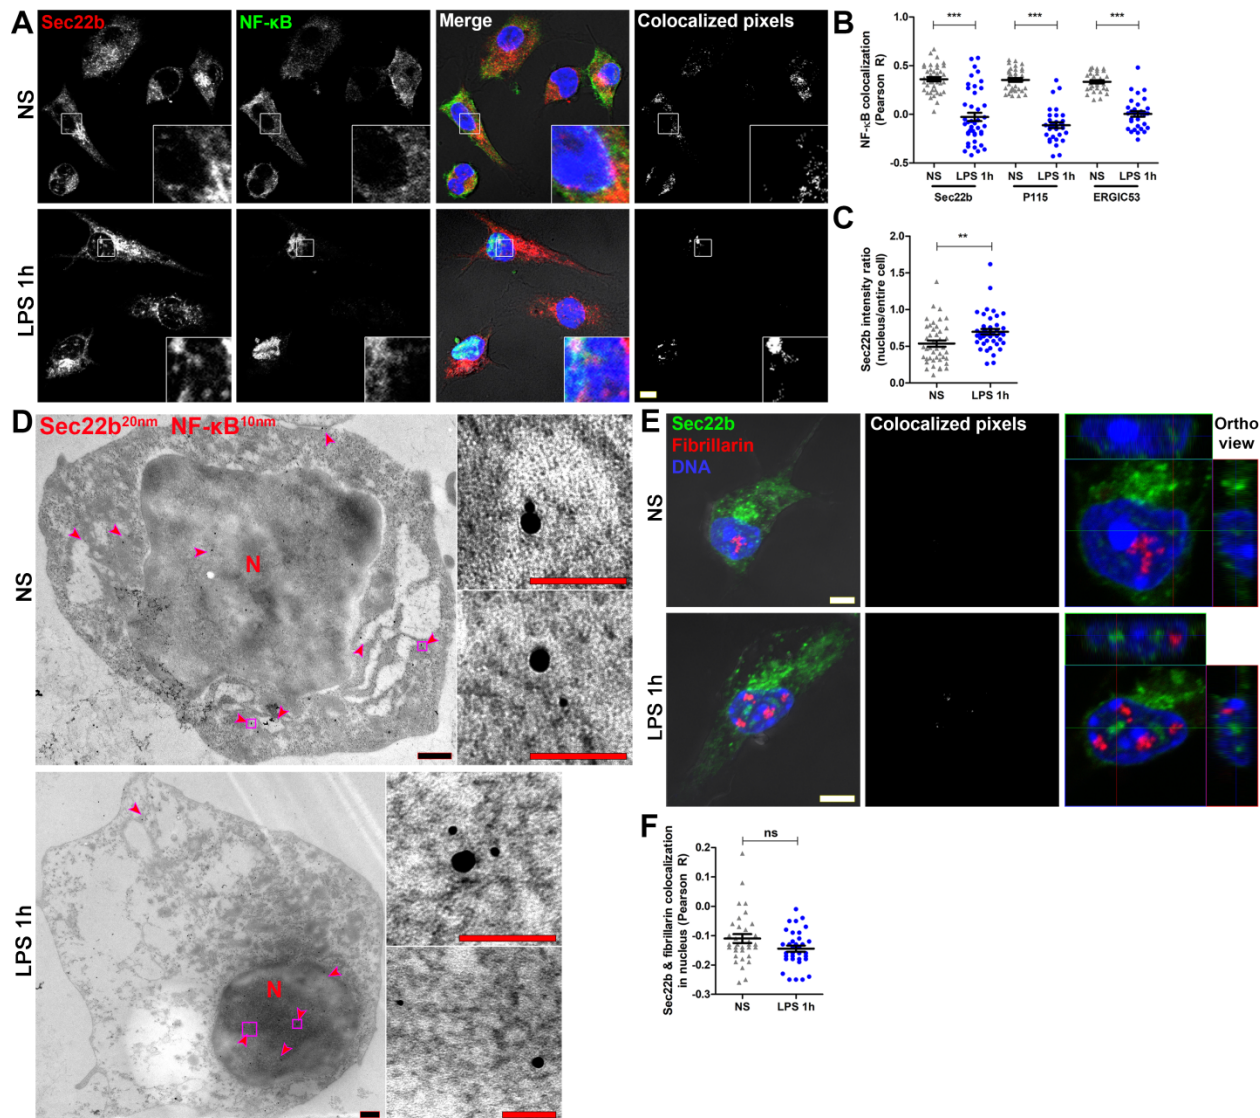 A
Sec22b
NF-κB
Merge
Colocalized pixels
NS
LPS 1h
B
NF-κB colocalization
(Pearson R)
1.0
0.5
0.0
-0.5
***
***
***
NS LPS 1h NS LPS 1h NS LPS 1h
Sec22b P115 ERGIC53
C
Sec22b intensity ratio
(nucleus/entire cell)
2.0
1.5
1.0
0.5
0.0
**
NS LPS 1h
D
Sec22b20nm NF-κB10nm
NS
N
LPS 1h
N
E
Sec22b
Fibrillarin
DNA
Colocalized pixels
Ortho
view
NS
LPS 1h
F
Sec22b & fibrillarin colocalization
in nucleus (Pearson R)
0.2
0.1
0.0
-0.1
-0.2
-0.3
ns
NS LPS 1h